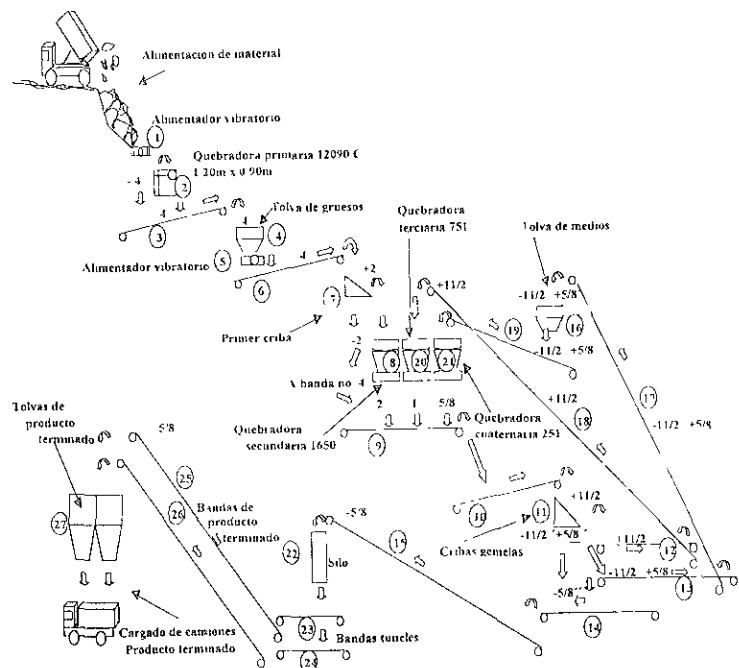 Alimentacion de material
Alimentador vibratorio
1
Quebradora primaria 12090 C
1 20m x 0 90m
- 4
2
4
3
Tolva de gruesos
4
4
5
Alimentador vibratorio
4
6
Quebradora
terciaria 751
Tolva de medios
+2
7
Primer criba
-2
+11/2
-11/2 +5/8
19
16
-11/2 +5/8
8
20
21
A banda no 4
2
1
5/8
+11/2
17
Quebradora
secundaria 1650
9
Quebradora
cuaternaria 251
18
-11/2 +5/8
Tolvas de
producto
terminado
5/8
25
26
Bandas de
producto
terminado
27
10
11
+11/2
-11/2 +5/8
Cribas gemelas
-5/8
15
22
Silo
+11/2
12
-11/2 +5/8
13
-5/8
14
23
Bandas tuneles
24
Cargado de camiones
Producto terminado